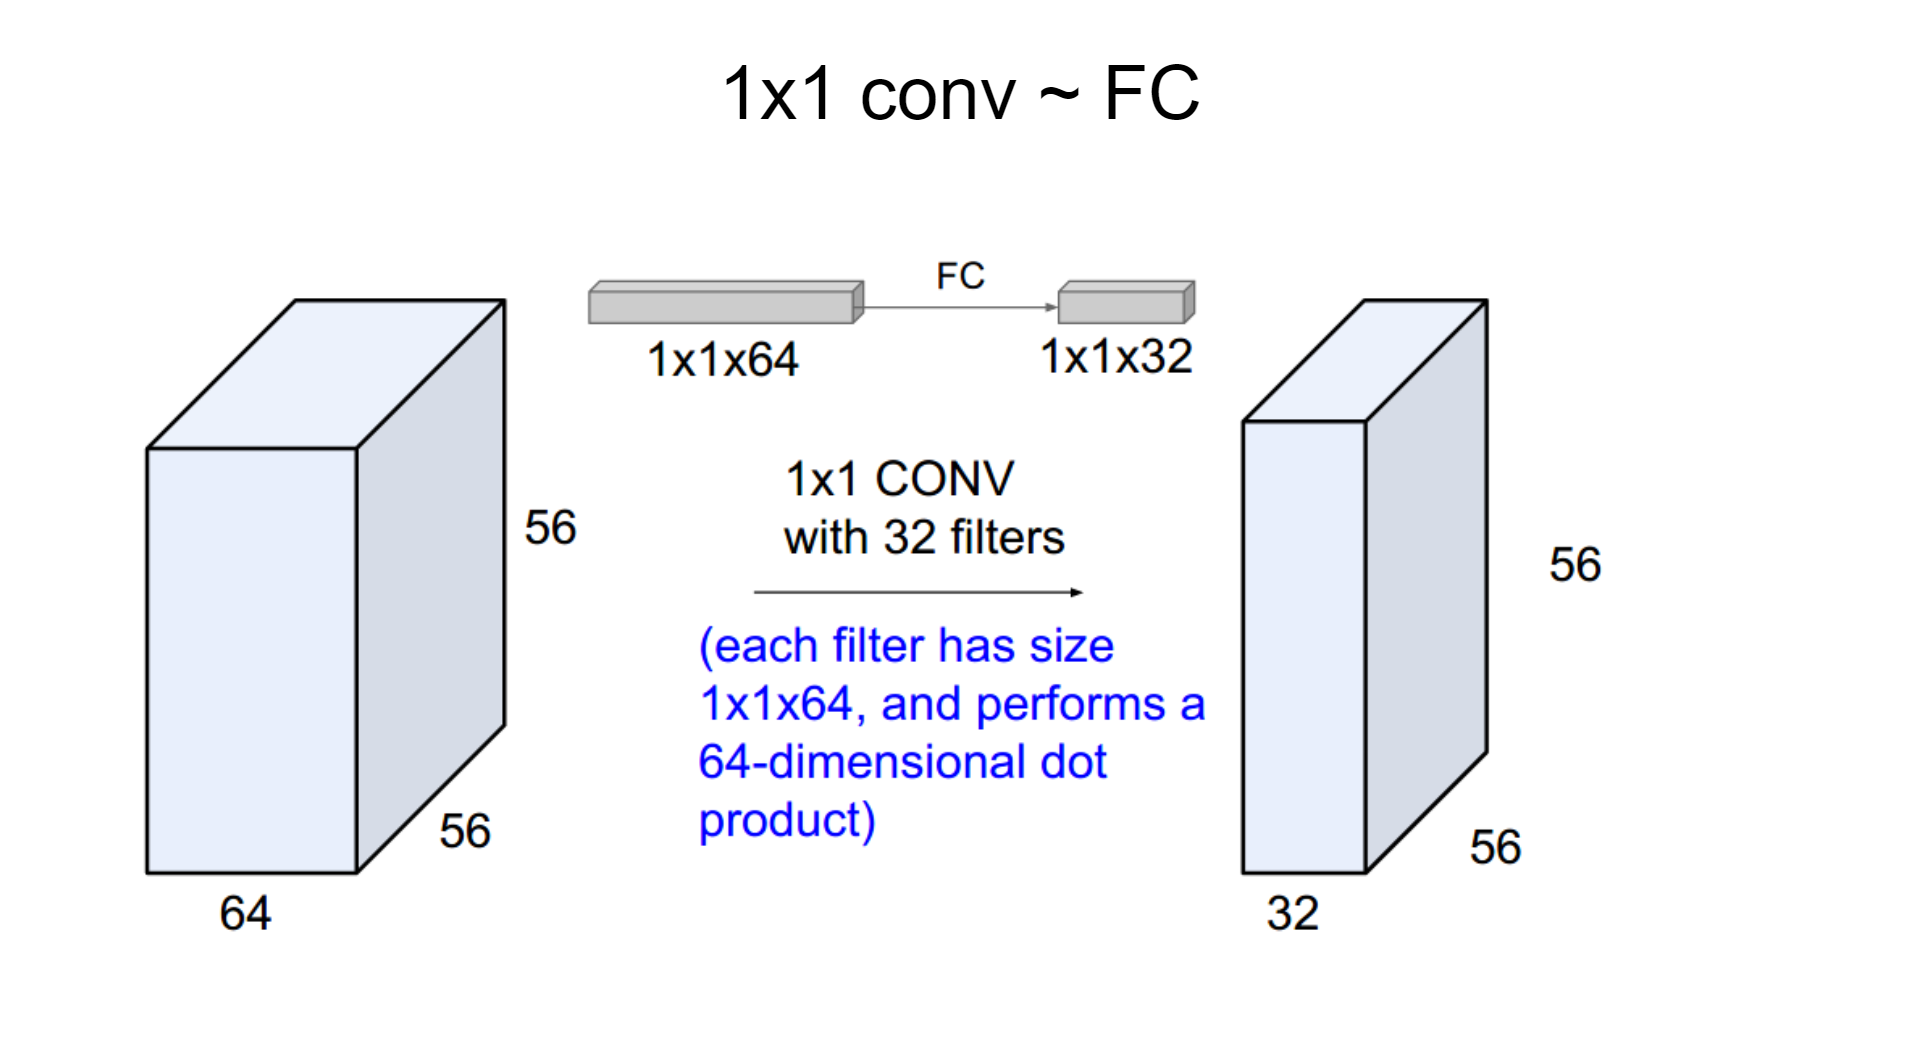 1x1 conv ~ FC
FC
1x1x64
1x1x32
1x1 CONV
with 32 filters
(each filter has size
1x1x64, and performs a
64-dimensional dot
product)
56
56
64
56
56
32